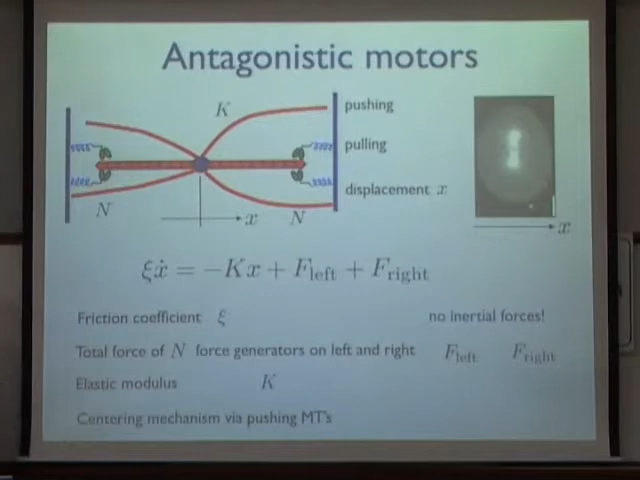 Antagonistic motors
K
pushing
pulling
displacement x
N
x
N
x
ξẋ = −Kx + F_left + F_right
Friction coefficient ξ
no inertial forces!
Total force of N force generators on left and right F_left F_right
Elastic modulus K
Centering mechanism via pushing MT's